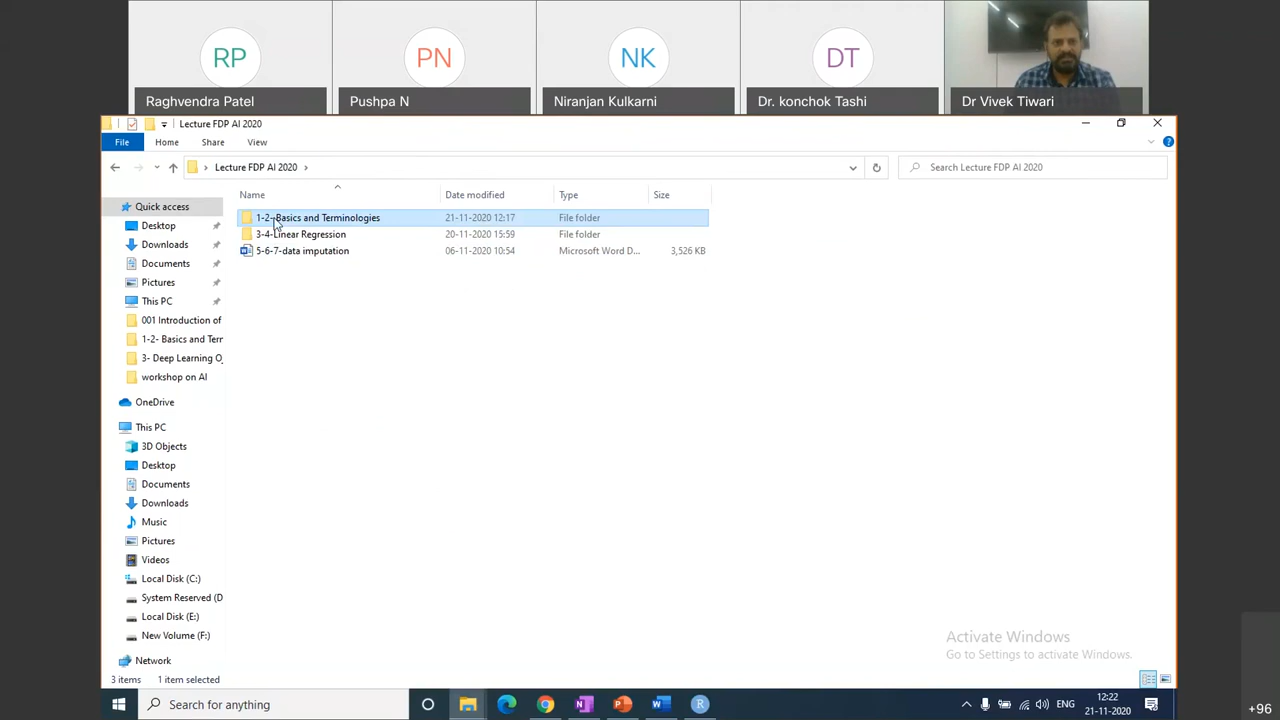 RP
PN
NK
DT
Raghvendra Patel
Pushpa N
Niranjan Kulkarni
Dr. konchok Tashi
Dr Vivek Tiwari
Lecture FDP AI 2020
File
Home
Share
View
Lecture FDP AI 2020
Search Lecture FDP AI 2020
Name
Date modified
Type
Size
1-2- Basics and Terminologies
21-11-2020 12:17
File folder
3-4-Linear Regression
20-11-2020 15:59
File folder
5-6-7-data imputation
06-11-2020 10:54
Microsoft Word D...
3,526 KB
Quick access
Desktop
Downloads
Documents
Pictures
This PC
001 Introduction of
1-2- Basics and Terr
3- Deep Learning O
workshop on AI
OneDrive
This PC
3D Objects
Desktop
Documents
Downloads
Music
Pictures
Videos
Local Disk (C:)
System Reserved (D
Local Disk (E:)
New Volume (F:)
Network
3 items
1 item selected
Activate Windows
Go to Settings to activate Windows.
Search for anything
ENG
12:22
21-11-2020
+96